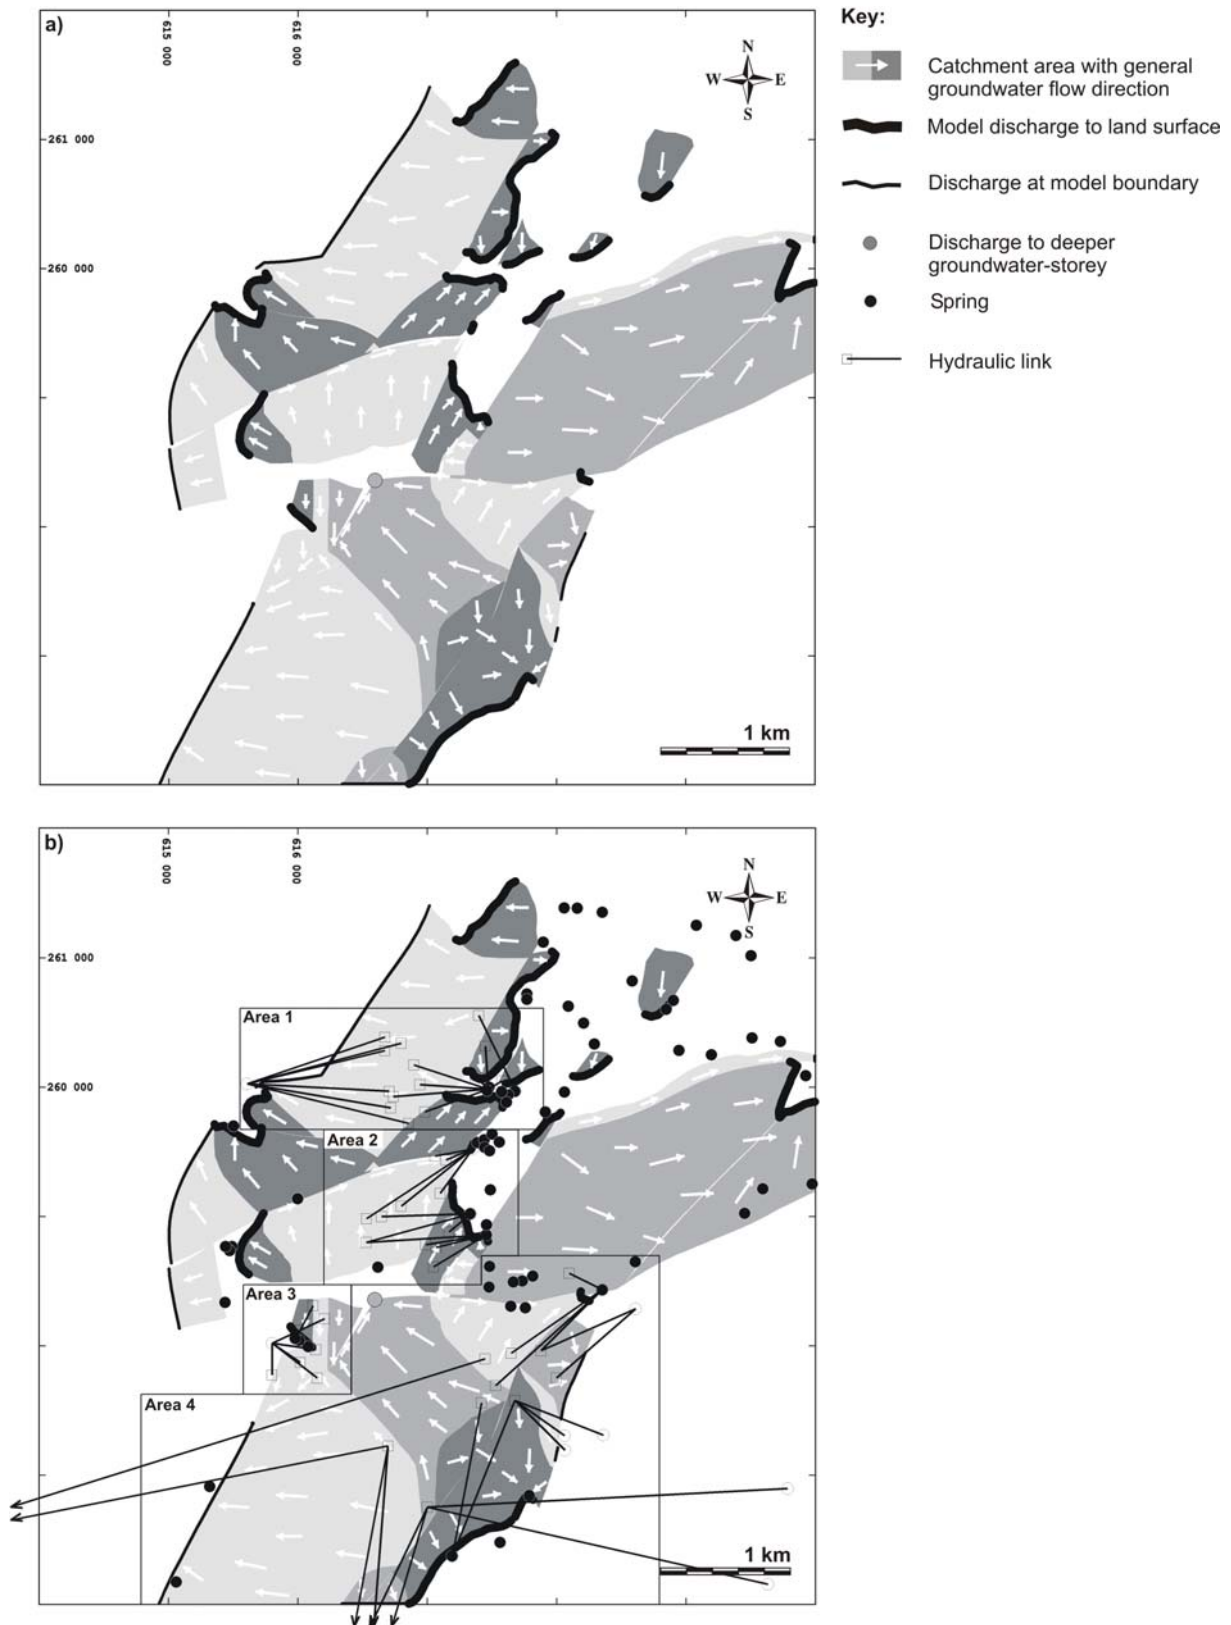 a)
615 000
616 000
N
W E
S
261 000
260 000
1 km
Key:
Catchment area with general
groundwater flow direction
Model discharge to land surface
Discharge at model boundary
Discharge to deeper
groundwater-storey
Spring
Hydraulic link
b)
615 000
616 000
N
W E
S
261 000
Area 1
260 000
Area 2
Area 3
Area 4
1 km